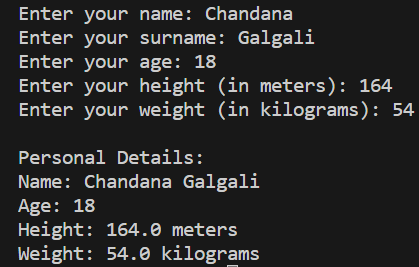 Enter your name: Chandana
Enter your surname: Galgali
Enter your age: 18
Enter your height (in meters): 164
Enter your weight (in kilograms): 54
Personal Details:
Name: Chandana Galgali
Age: 18
Height: 164.0 meters
Weight: 54.0 kilograms